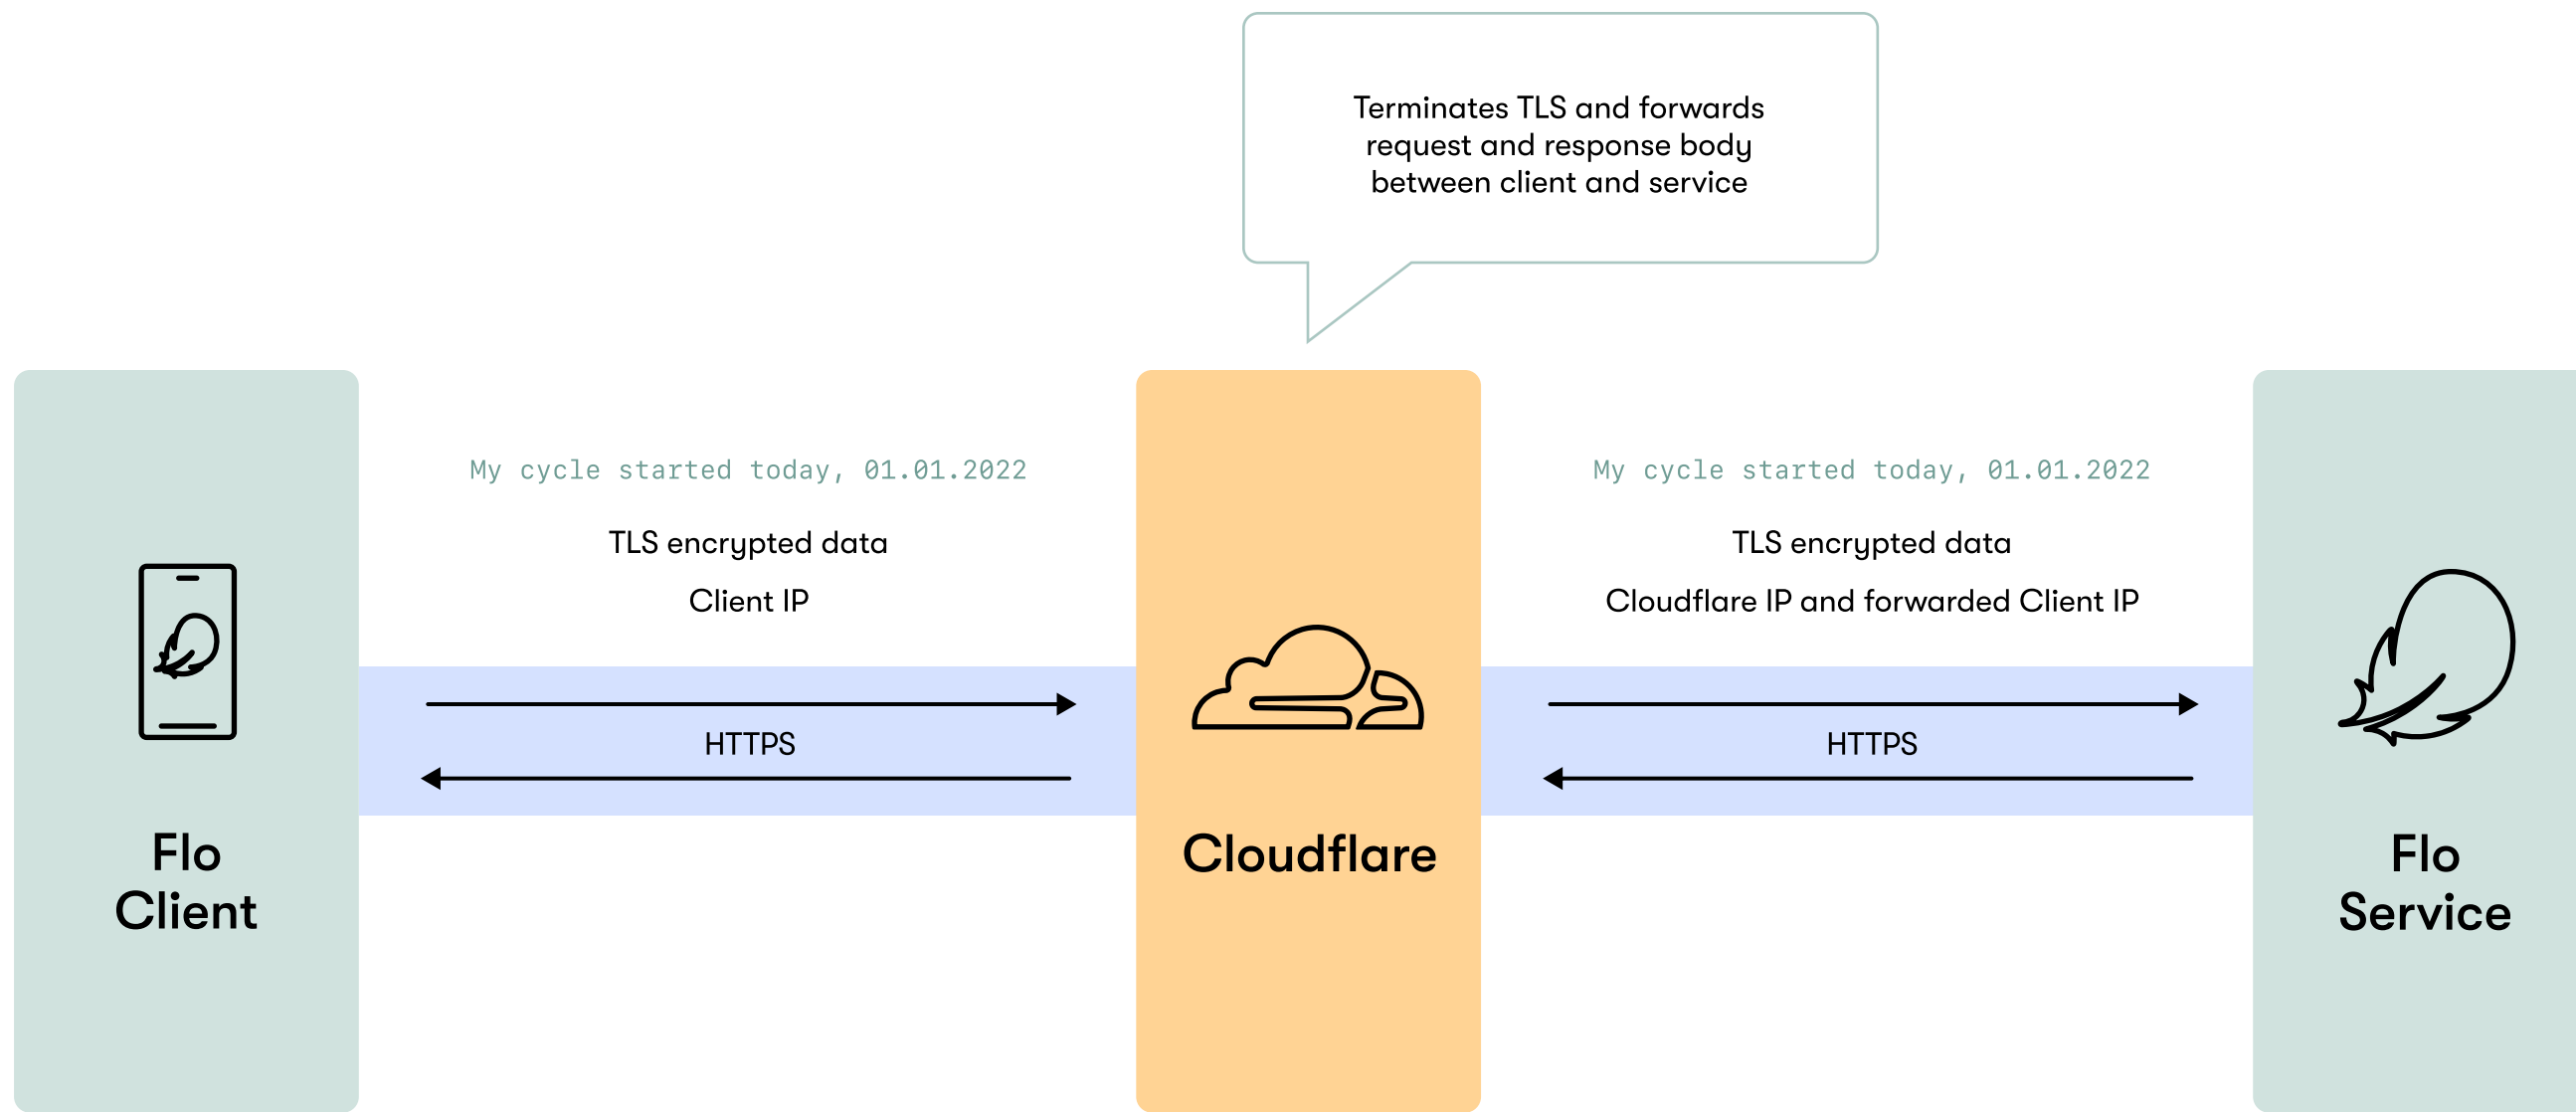 Terminates TLS and forwards
request and response body
between client and service
My cycle started today, 01.01.2022
TLS encrypted data
Client IP
HTTPS
My cycle started today, 01.01.2022
TLS encrypted data
Cloudflare IP and forwarded Client IP
HTTPS
Flo
Client
Cloudflare
Flo
Service